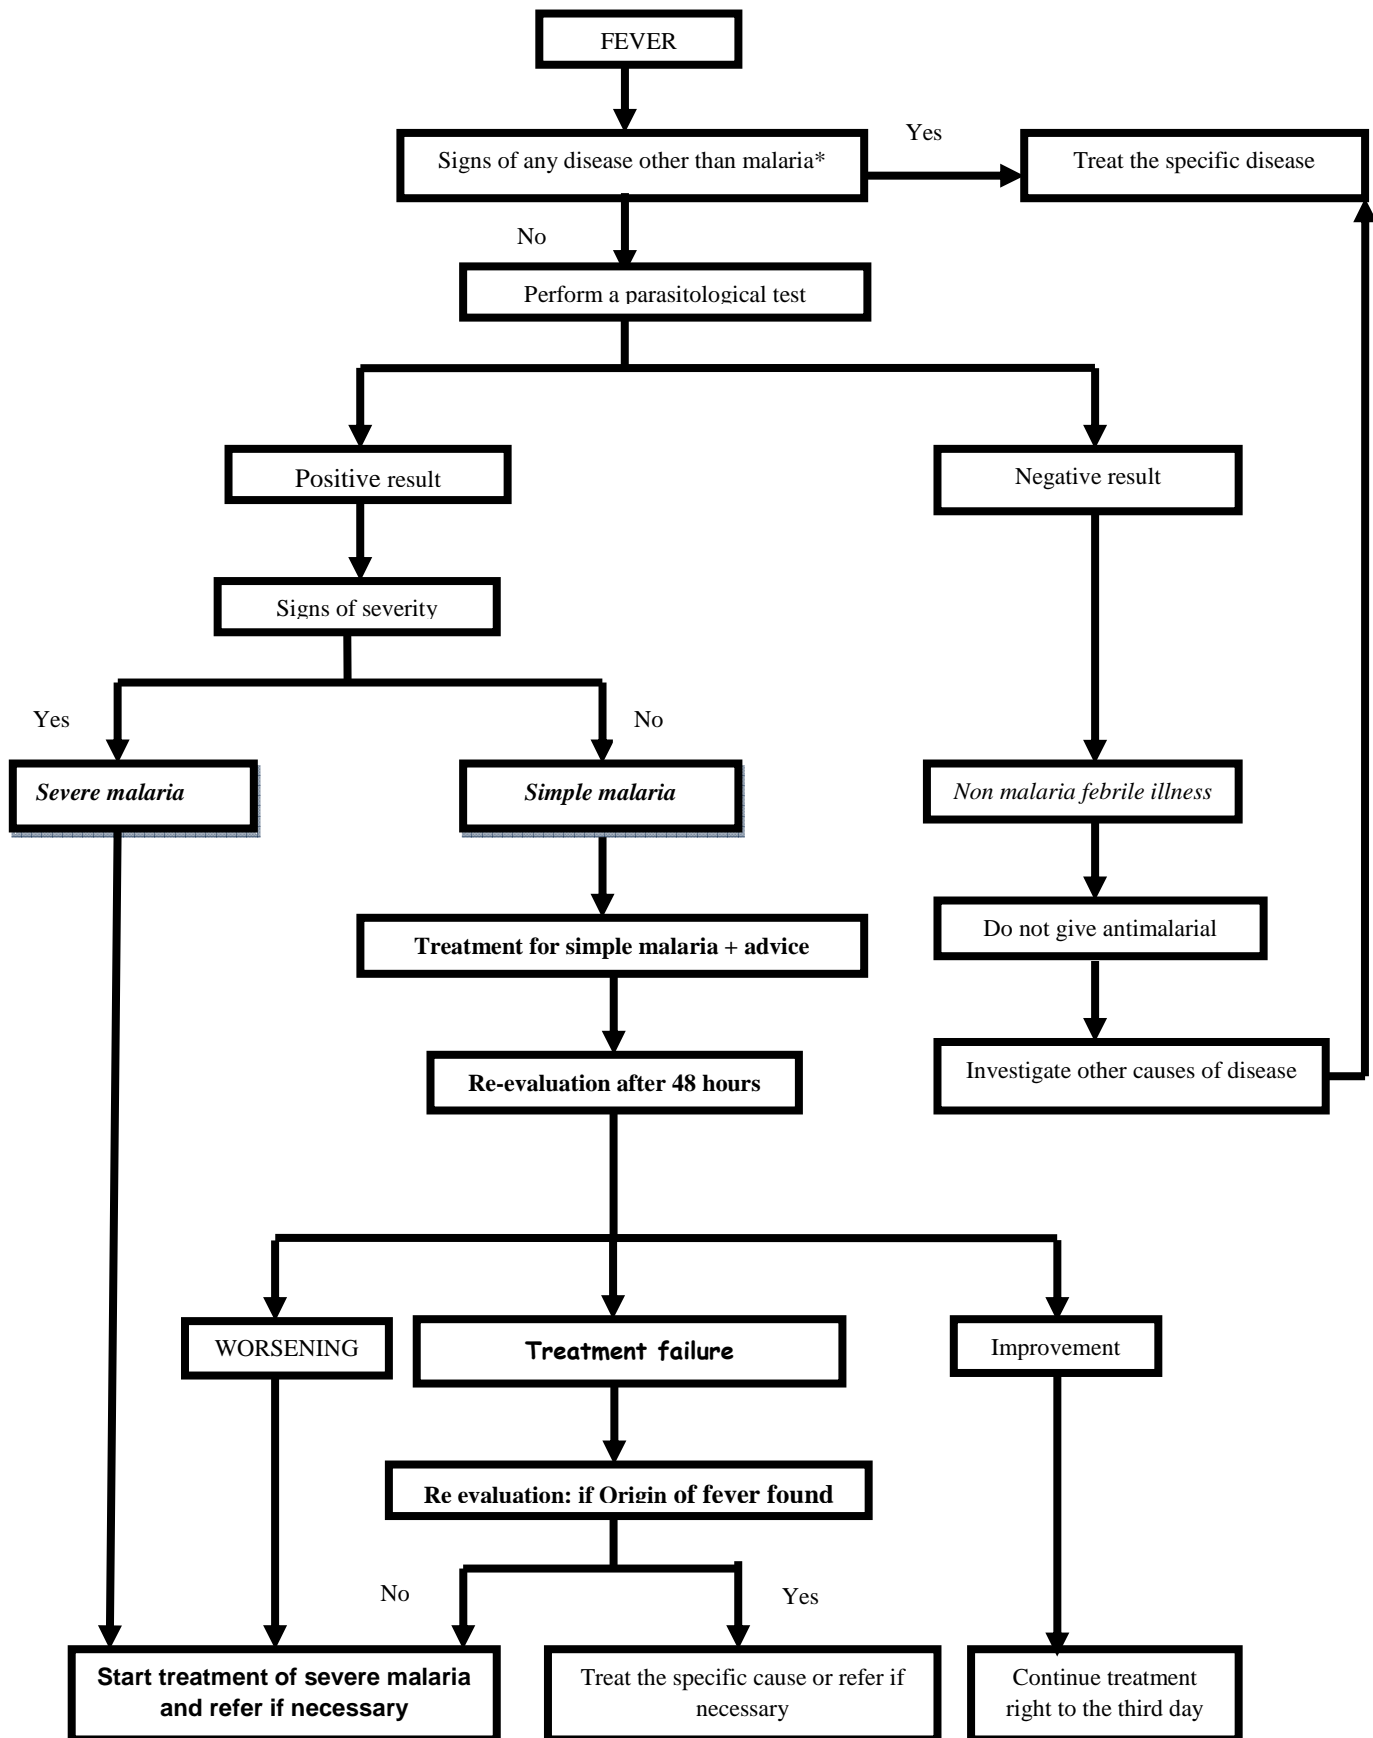 FEVER
Yes
Signs of any disease other than malaria*
Treat the specific disease
No
Perform a parasitological test
Positive result
Negative result
Signs of severity
Yes
No
Severe malaria
Simple malaria
Non malaria febrile illness
Do not give antimalarial
Treatment for simple malaria + advice
Re-evaluation after 48 hours
Investigate other causes of disease
WORSENING
Treatment failure
Improvement
Re evaluation: if Origin of fever found
No
Yes
Start treatment of severe malaria
and refer if necessary
Treat the specific cause or refer if
necessary
Continue treatment
right to the third day